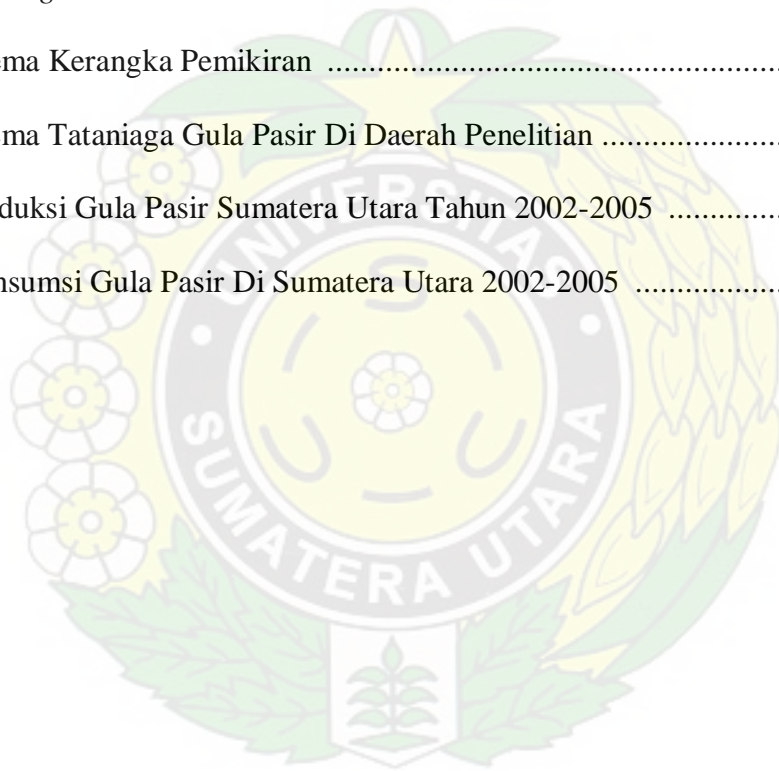 ema Kerangka Pemikiran ......................................................
ma Tataniaga Gula Pasir Di Daerah Penelitian .....................
duksi Gula Pasir Sumatera Utara Tahun 2002-2005 .............
nsumsi Gula Pasir Di Sumatera Utara 2002-2005 .................
UNIVERSITAS
SUMATERA UTARA